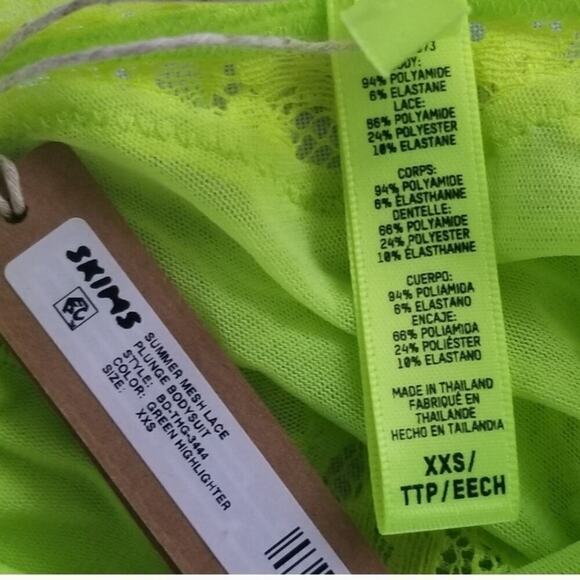 SKIMS
SUMMER MESH LACE
PLUNGE BODYSUIT
STYLE: BD-THG-3444
COLOR: GREEN HIGHLIGHTER
SIZE: XXS
94% POLYAMIDE
6% ELASTANE
LACE:
66% POLYAMIDE
24% POLYESTER
10% ELASTANE
CORPS:
94% POLYAMIDE
6% ÉLASTHANNE
DENTELLE:
66% POLYAMIDE
24% POLYESTER
10% ÉLASTHANNE
CUERPO:
94% POLIAMIDA
6% ELASTANO
ENCAJE:
66% POLIAMIDA
24% POLIÉSTER
10% ELASTANO
MADE IN THAILAND
FABRIQUÉ EN
THAILANDE
HECHO EN TAILANDIA
XXS/
TTP/EECH